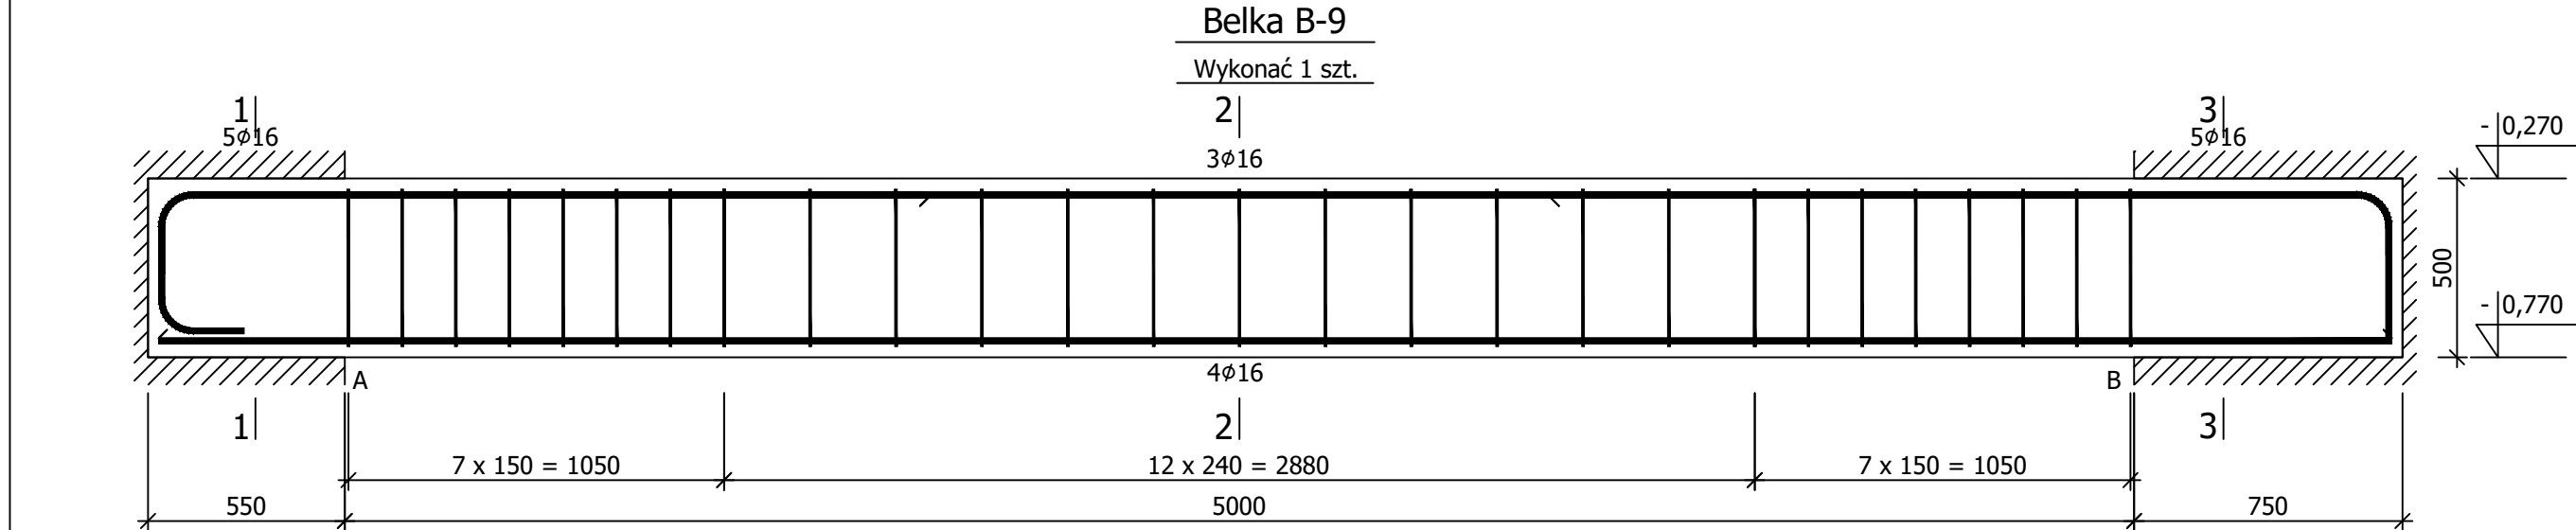 Belka B-9
Wykonać 1 szt.
1 2 3
5ϕ16 5ϕ16
3ϕ16
- 0,270
500
- 0,770
A 4ϕ16 B
1 2 3
7 x 150 = 1050 12 x 240 = 2880 7 x 150 = 1050
550 5000 750